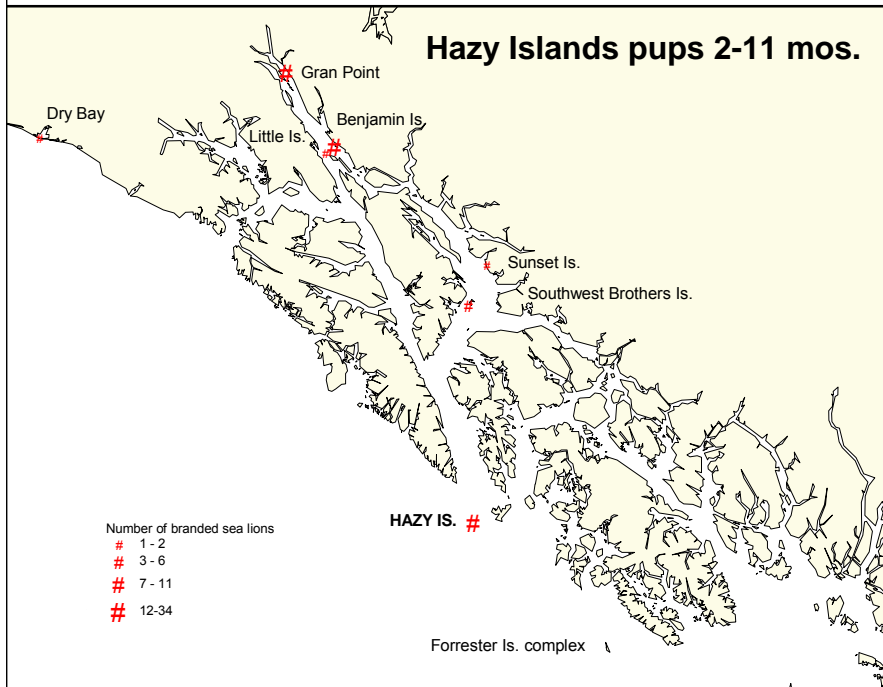 Hazy Islands pups 2-11 mos.
# Gran Point
Dry Bay
#
Benjamin Is.
Little Is. # #
# Sunset Is.
Southwest Brothers Is.
#
HAZY IS. #
Number of branded sea lions
# 1 - 2
# 3 - 6
# 7 - 11
# 12-34
Forrester Is. complex